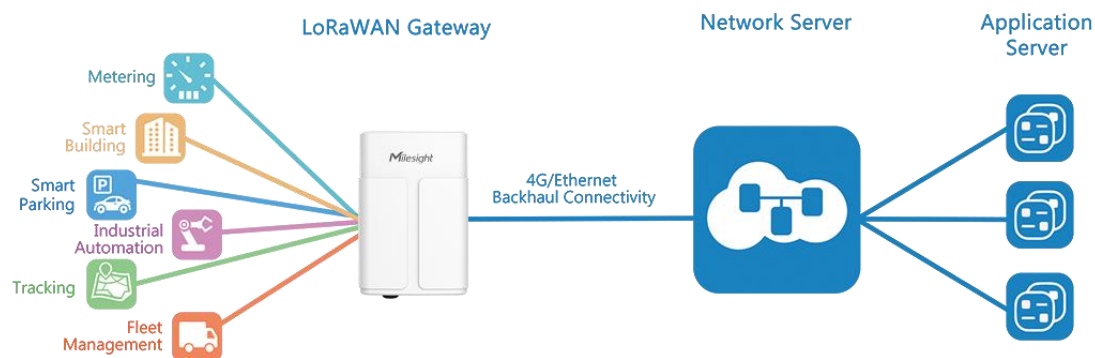 LoRaWAN Gateway
Network Server
Application
Server
Metering
Smart
Building
Smart
Parking
P
Industrial
Automation
Tracking
Fleet
Management
Milesight
4G/Ethernet
Backhaul Connectivity